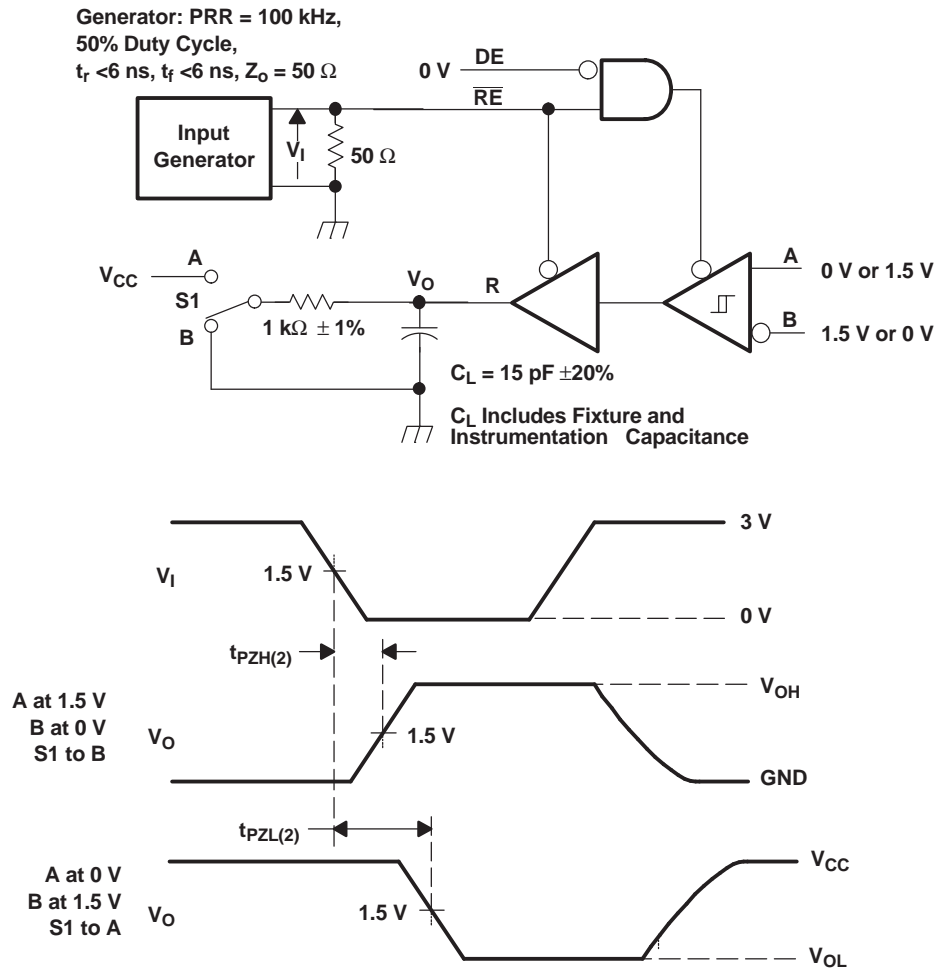 Generator: PRR = 100 kHz,
50% Duty Cycle,
tr <6 ns, tf <6 ns, Zo = 50 Ω
0 V
DE
RE
Input
Generator
VI
50 Ω
VCC
A
S1
B
1 kΩ ± 1%
VO
R
A
0 V or 1.5 V
B
1.5 V or 0 V
CL = 15 pF ±20%
CL Includes Fixture and
Instrumentation Capacitance
VI
1.5 V
3 V
0 V
tPZH(2)
A at 1.5 V
B at 0 V
S1 to B
VO
1.5 V
VOH
GND
tPZL(2)
A at 0 V
B at 1.5 V
S1 to A
VO
1.5 V
VCC
VOL